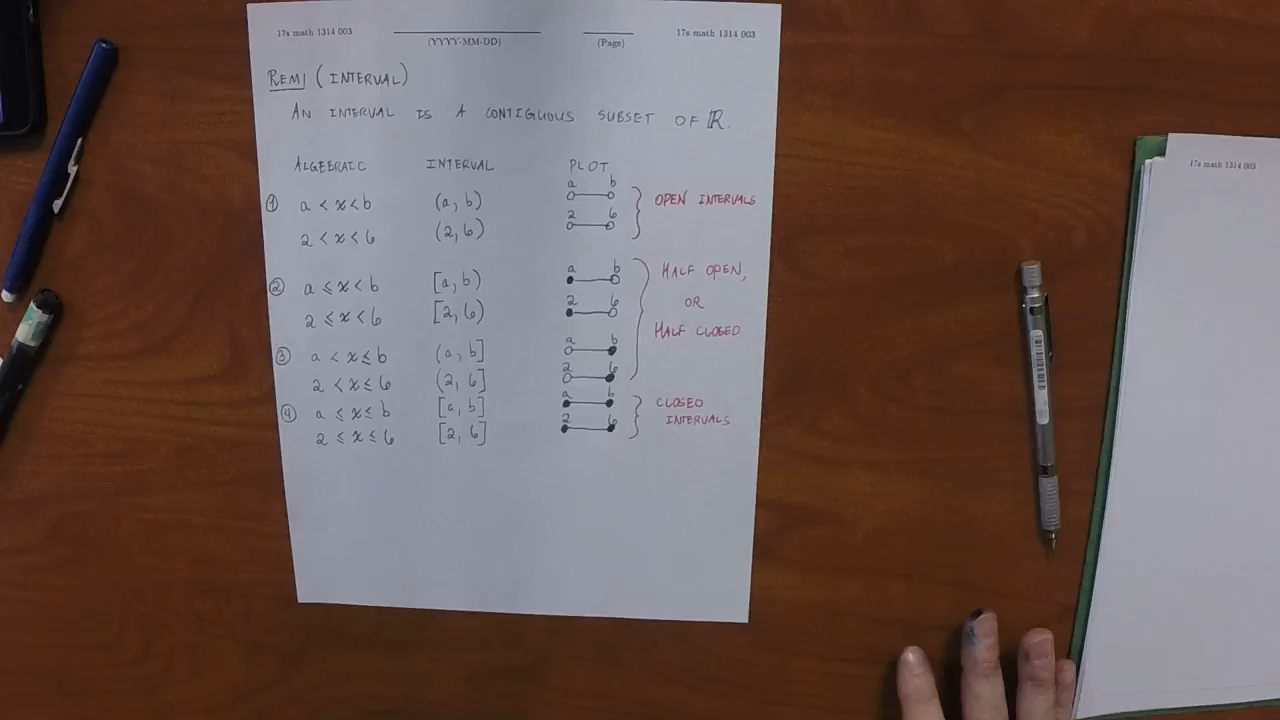 17s math 1314 003 (YYYY-MM-DD) (Page) 17s math 1314 003
REM (INTERVAL)
AN INTERVAL IS A CONTIGUOUS SUBSET OF ℝ.
ALGEBRAIC INTERVAL PLOT
① a < x < b (a, b) a b
2 < x < 6 (2, 6) 2 6
OPEN INTERVALS
② a ≤ x < b [a, b) a b
2 ≤ x < 6 [2, 6) 2 6
③ a < x ≤ b (a, b] a b
2 < x ≤ 6 (2, 6] 2 6
HALF OPEN,
OR
HALF CLOSED
④ a ≤ x ≤ b [a, b] a b
2 ≤ x ≤ 6 [2, 6] 2 6
CLOSED
INTERVALS
17s math 1314 003